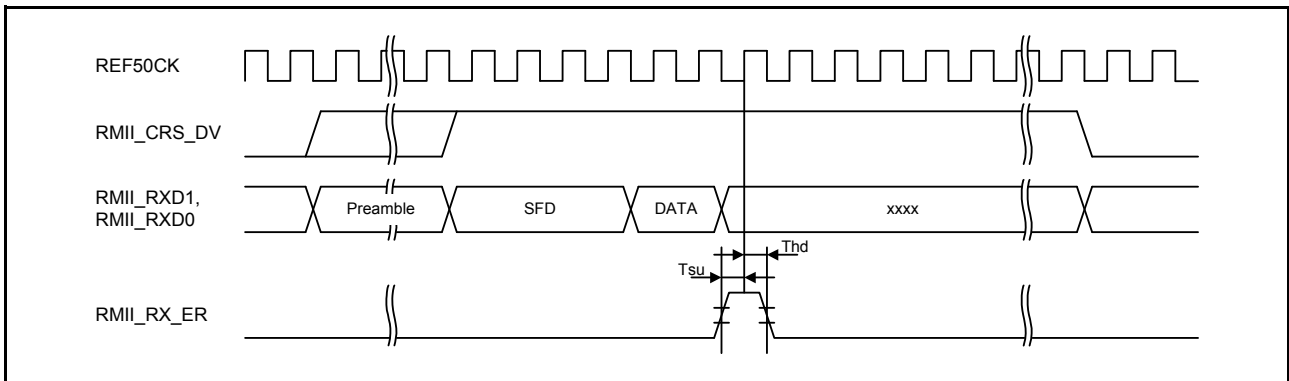 REF50CK
RMII_CRS_DV
RMII_RXD1,
RMII_RXD0
Preamble
SFD
DATA
xxxx
Thd
Tsu
RMII_RX_ER